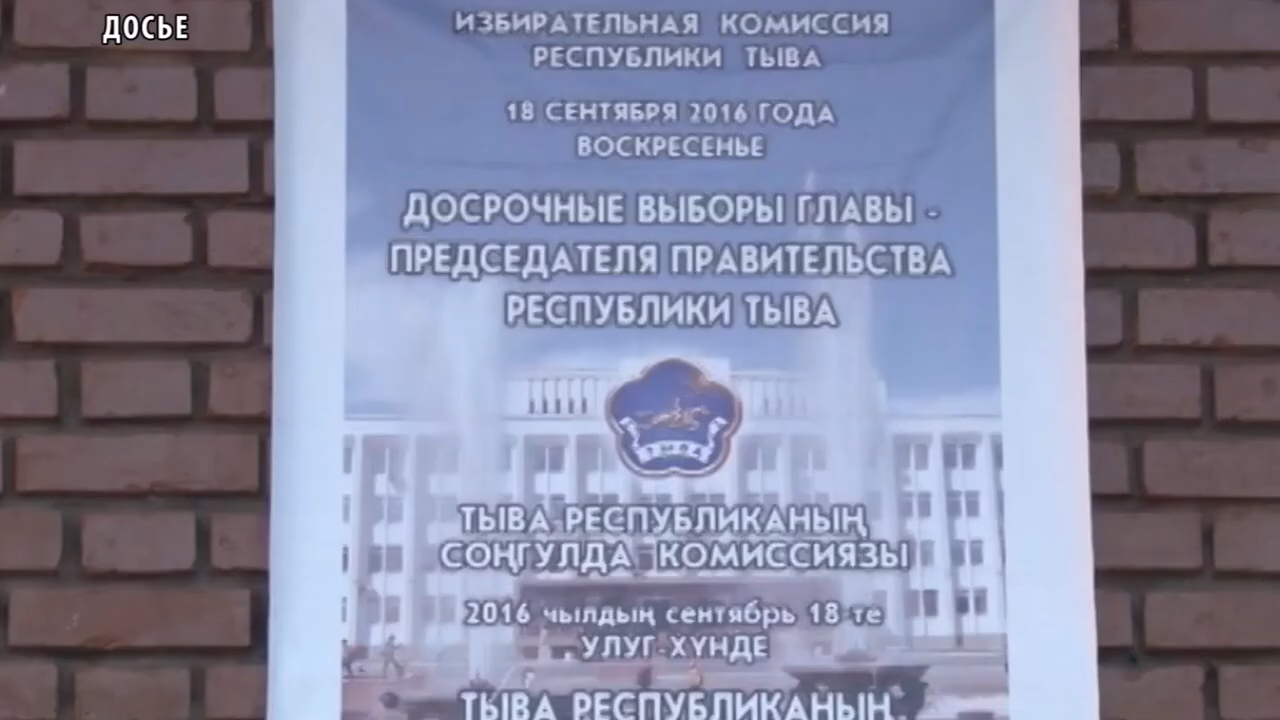 ДОСЬЕ
ИЗБИРАТЕЛЬНАЯ КОМИССИЯ
РЕСПУБЛИКИ ТЫВА
18 СЕНТЯБРЯ 2016 ГОДА
ВОСКРЕСЕНЬЕ
ДОСРОЧНЫЕ ВЫБОРЫ ГЛАВЫ -
ПРЕДСЕДАТЕЛЯ ПРАВИТЕЛЬСТВА
РЕСПУБЛИКИ ТЫВА
ТЫВА
ТЫВА РЕСПУБЛИКАНЫҢ
СОҢГУЛДА КОМИССИЯЗЫ
2016 чылдың сентябрь 18-те
УЛУГ-ХҮНДЕ
ТЫВА РЕСПУБЛИКАНЫҢ